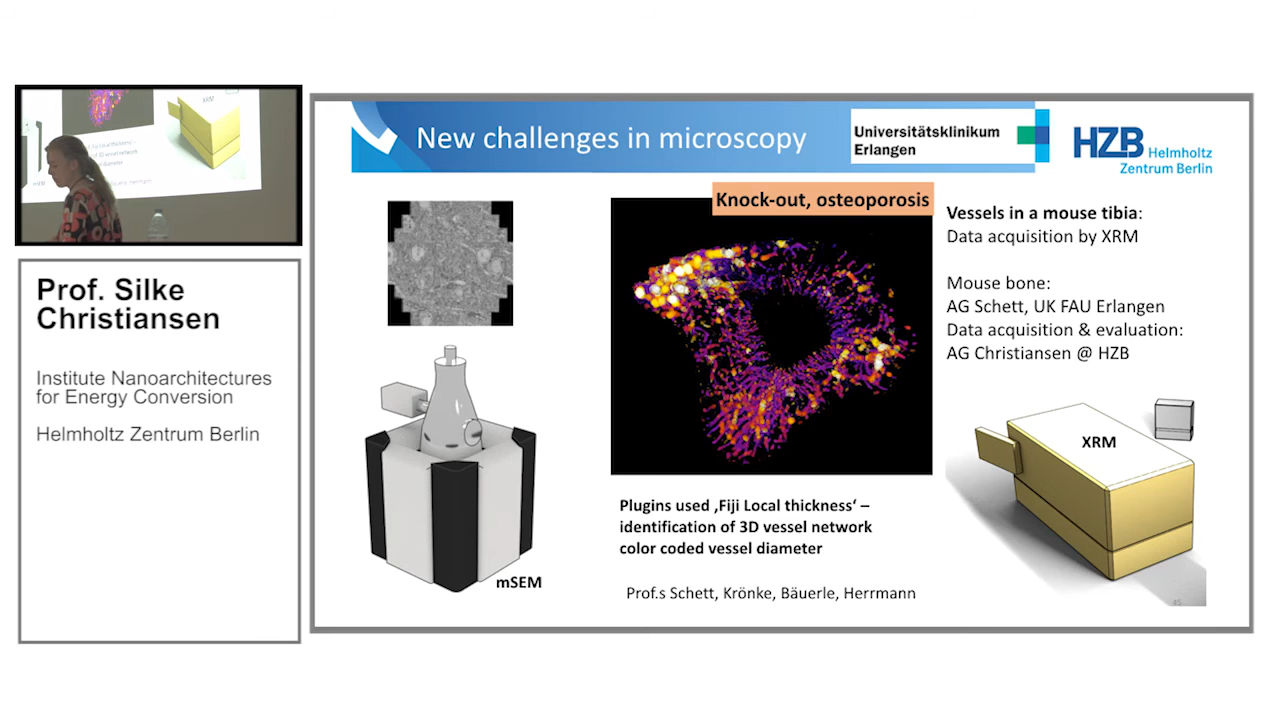 XRM
Prof. Silke
Christiansen
Institute Nanoarchitectures
for Energy Conversion
Helmholtz Zentrum Berlin
New challenges in microscopy
Universitätsklinikum
Erlangen
HZB Helmholtz
Zentrum Berlin
Knock-out, osteoporosis
Vessels in a mouse tibia:
Data acquisition by XRM
Mouse bone:
AG Schett, UK FAU Erlangen
Data acquisition & evaluation:
AG Christiansen @ HZB
XRM
mSEM
Plugins used ‚Fiji Local thickness‘ –
identification of 3D vessel network
color coded vessel diameter
Prof.s Schett, Krönke, Bäuerle, Herrmann